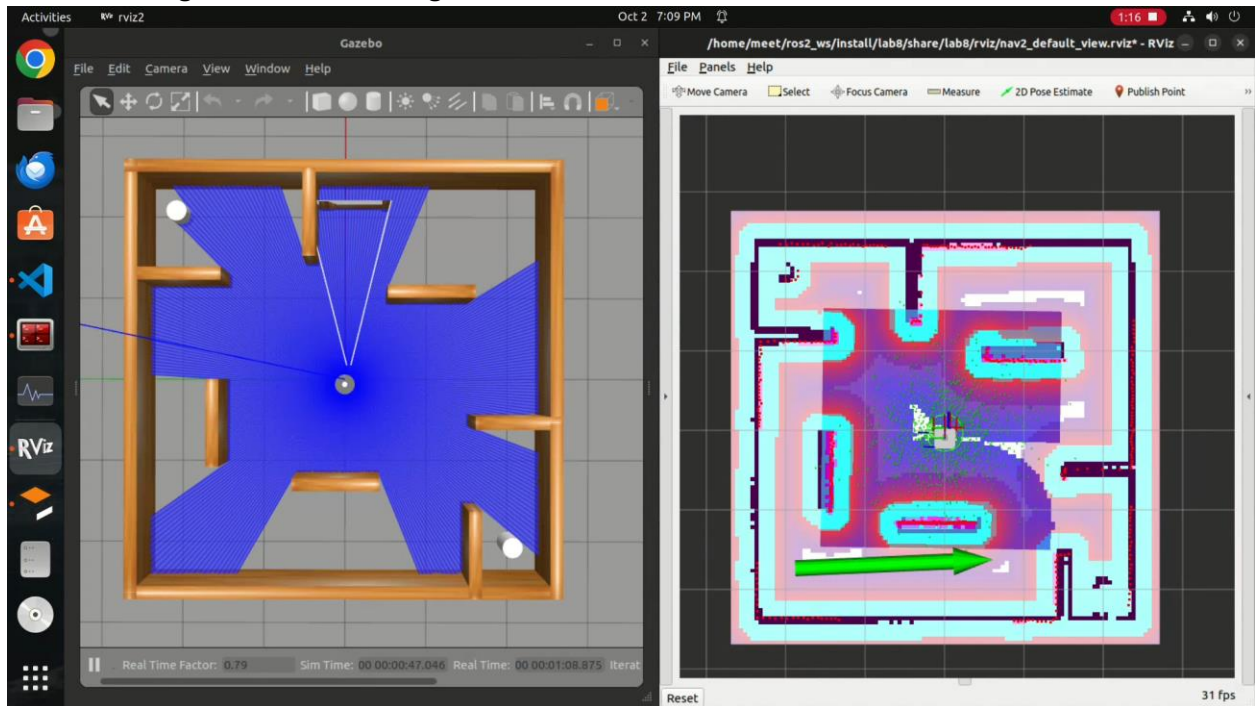 Activities RViz rviz2 Oct 2 7:09 PM 1:16
Gazebo
File Edit Camera View Window Help
/home/meet/ros2_ws/install/lab8/share/lab8/rviz/nav2_default_view.rviz* - RViz
File Panels Help
Move Camera Select Focus Camera Measure 2D Pose Estimate Publish Point
RViz
Real Time Factor: 0.79 Sim Time: 00 00:00:47.046 Real Time: 00 00:01:08.875 Iterat
Reset 31 fps